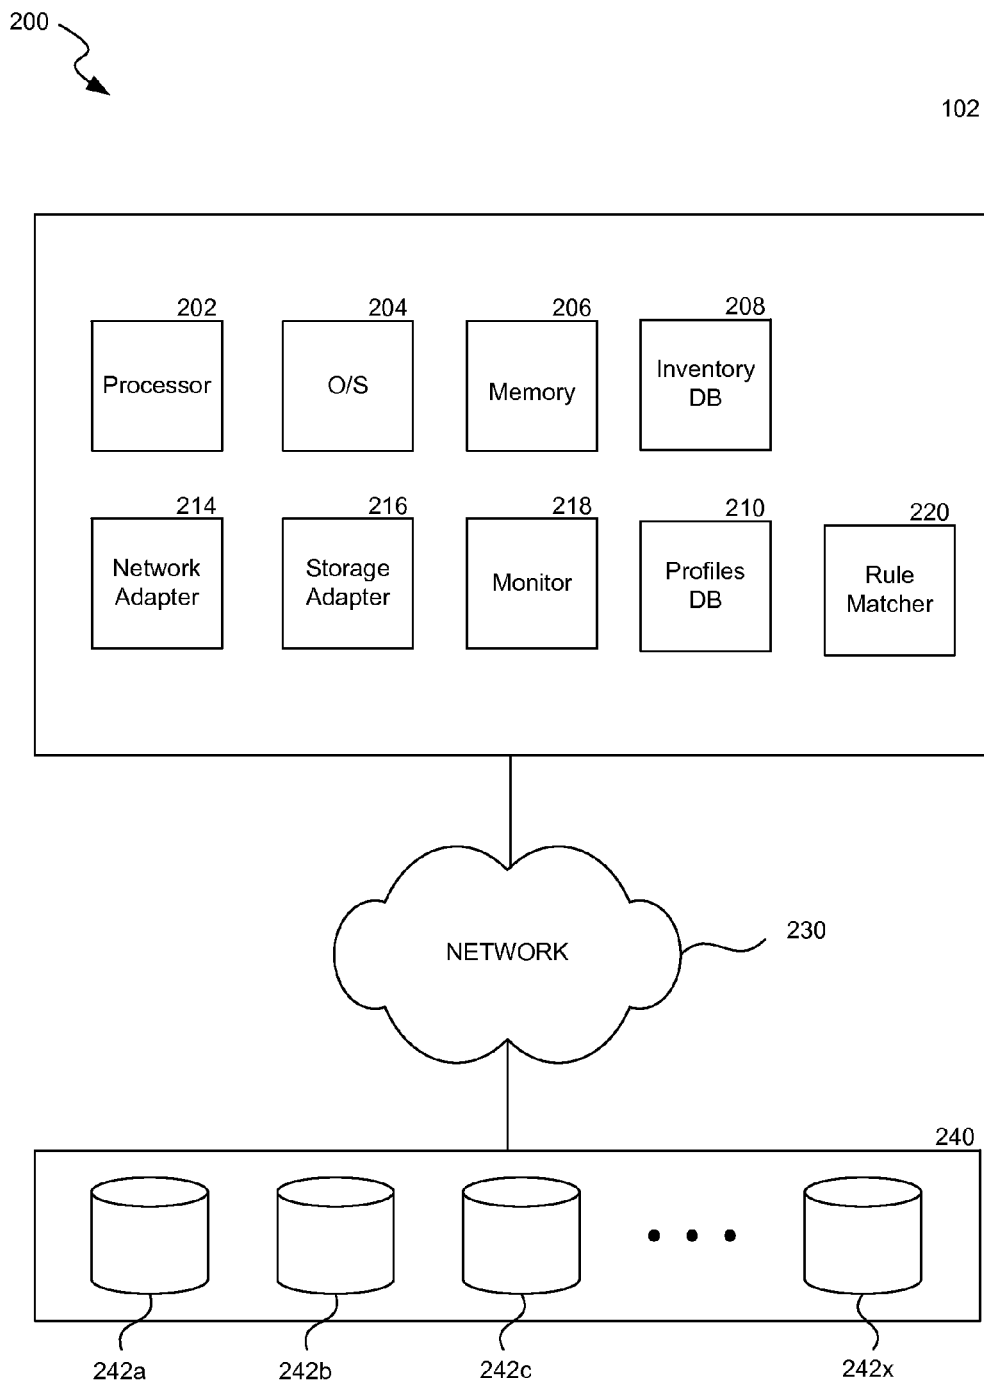 200
102
202
204
206
208
Processor
O/S
Memory
Inventory
DB
214
216
218
210
220
Network
Adapter
Storage
Adapter
Monitor
Profiles
DB
Rule
Matcher
NETWORK
230
240
242a
242b
242c
242x